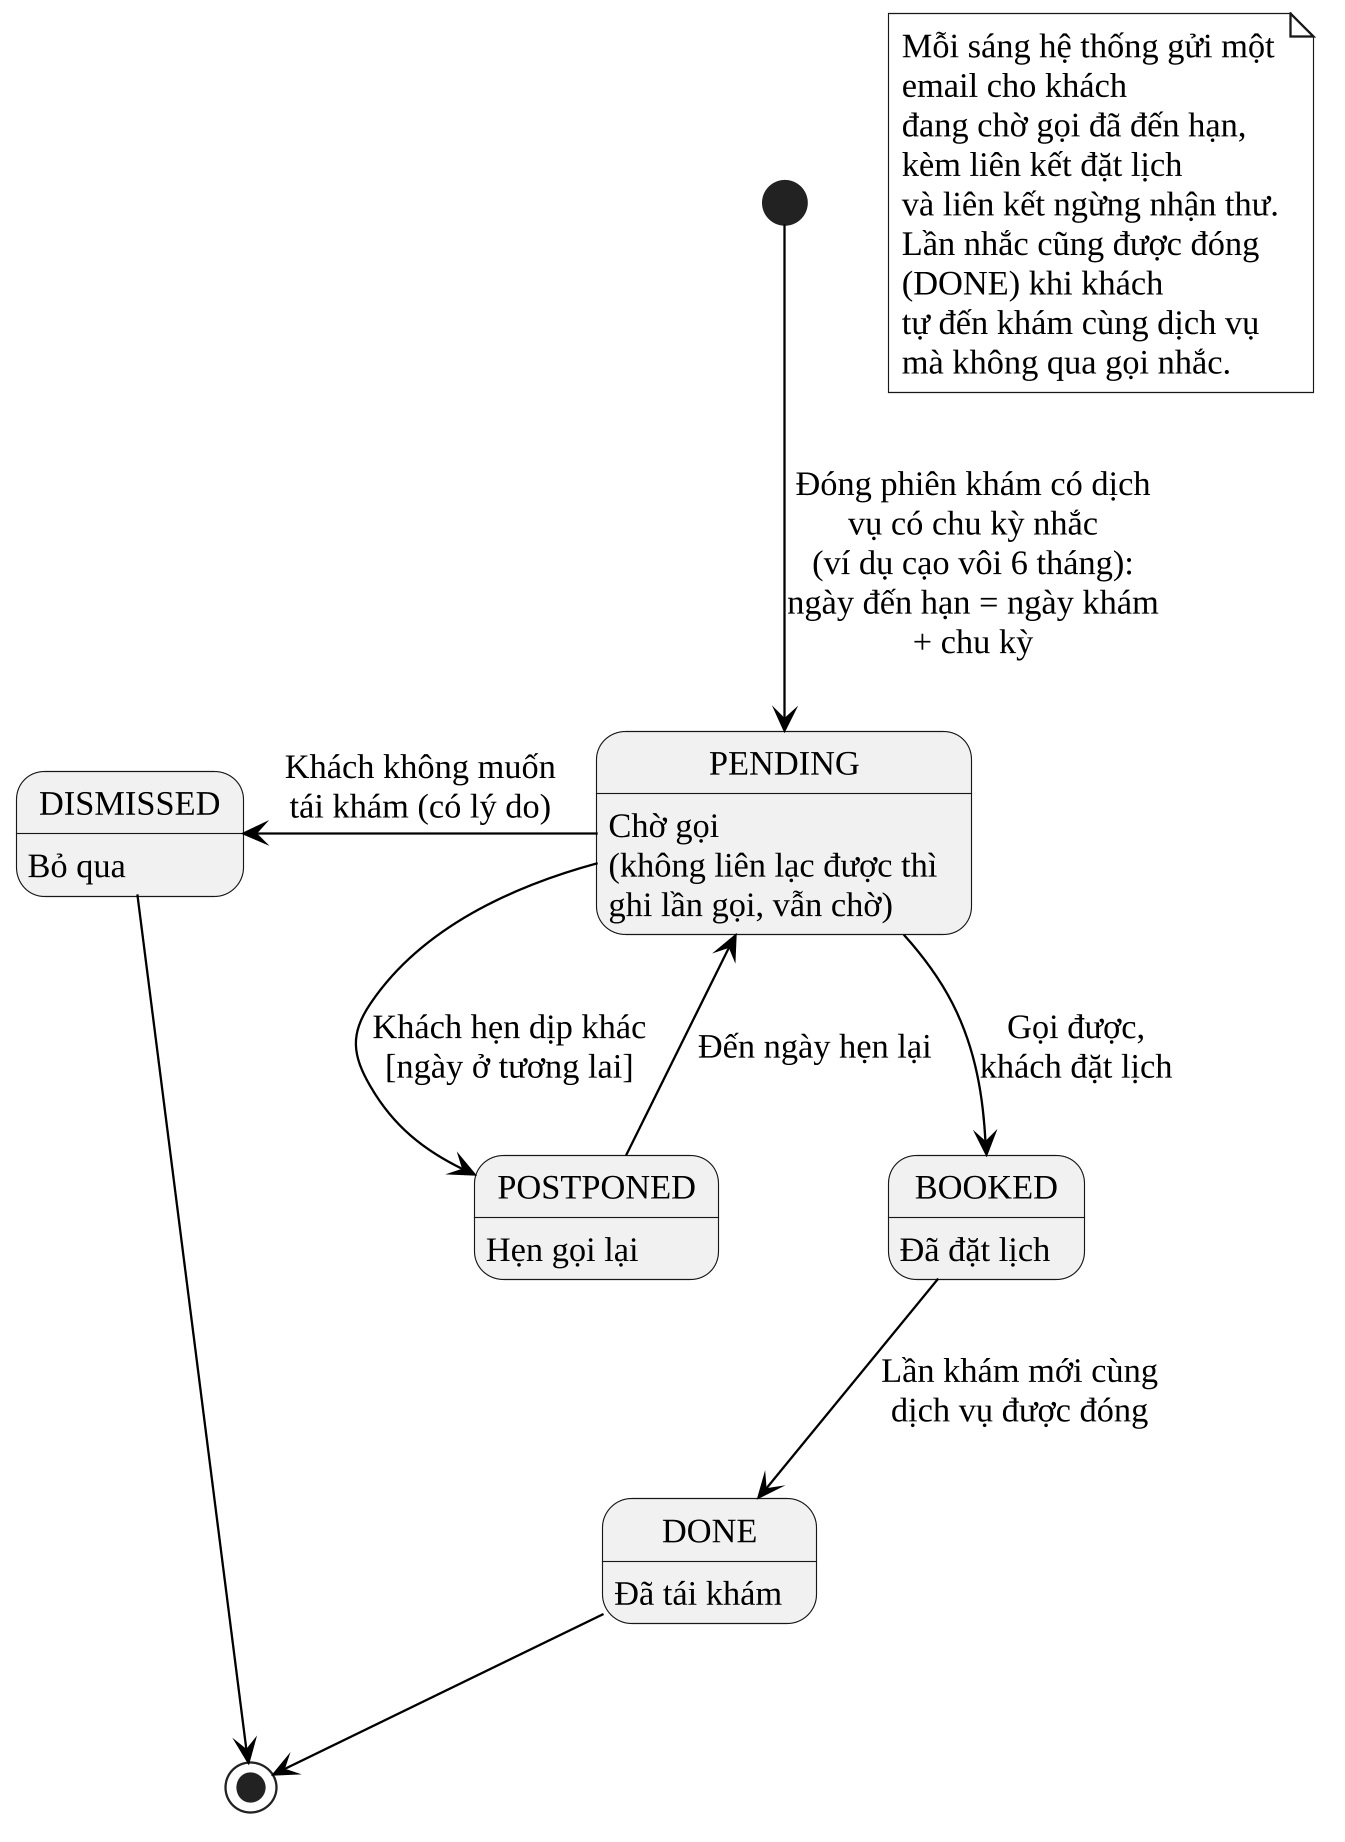 Mỗi sáng hệ thống gửi một
email cho khách
đang chờ gọi đã đến hạn,
kèm liên kết đặt lịch
và liên kết ngừng nhận thư.
Lần nhắc cũng được đóng
(DONE) khi khách
tự đến khám cùng dịch vụ
mà không qua gọi nhắc.
Đóng phiên khám có dịch
vụ có chu kỳ nhắc
(ví dụ cạo vôi 6 tháng):
ngày đến hạn = ngày khám
+ chu kỳ
PENDING
Chờ gọi
(không liên lạc được thì
ghi lần gọi, vẫn chờ)
Khách không muốn
tái khám (có lý do)
DISMISSED
Bỏ qua
Khách hẹn dịp khác
[ngày ở tương lai]
Đến ngày hẹn lại
Gọi được,
khách đặt lịch
POSTPONED
Hẹn gọi lại
BOOKED
Đã đặt lịch
Lần khám mới cùng
dịch vụ được đóng
DONE
Đã tái khám